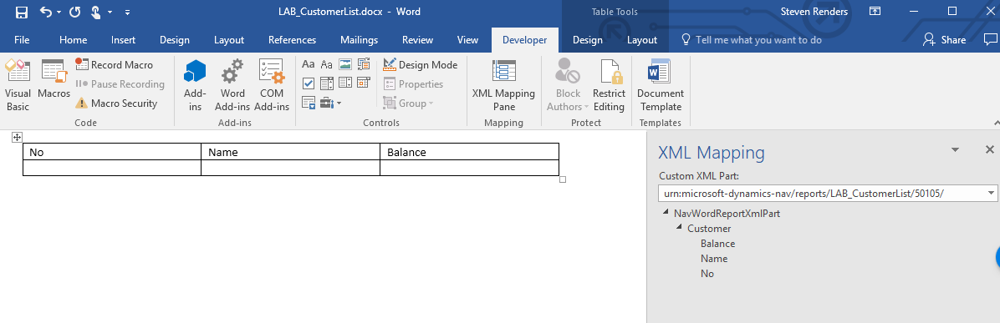 LAB_CustomerList.docx - Word
Table Tools
Steven Renders
File Home Insert Design Layout References Mailings Review View Developer Design Layout Tell me what you want to do Share
Visual Basic
Macros
Record Macro
Pause Recording
Macro Security
Code
Add-ins
Word Add-ins
COM Add-ins
Add-ins
Aa Aa
Design Mode
Properties
Group
Controls
XML Mapping Pane
Mapping
Block Authors
Restrict Editing
Protect
Document Template
Templates
No Name Balance
XML Mapping
Custom XML Part:
urn:microsoft-dynamics-nav/reports/LAB_CustomerList/50105/
NavWordReportXmlPart
Customer
Balance
Name
No